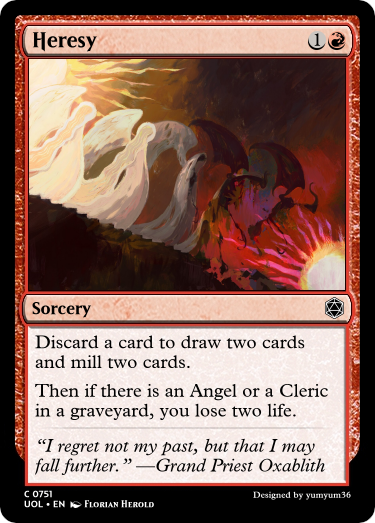 Heresy 1
Sorcery
Discard a card to draw two cards
and mill two cards.
Then if there is an Angel or a Cleric
in a graveyard, you lose two life.
“I regret not my past, but that I may
fall further.” —Grand Priest Oxablith
C 0751
UOL • EN Florian Herold
Designed by yumyum36